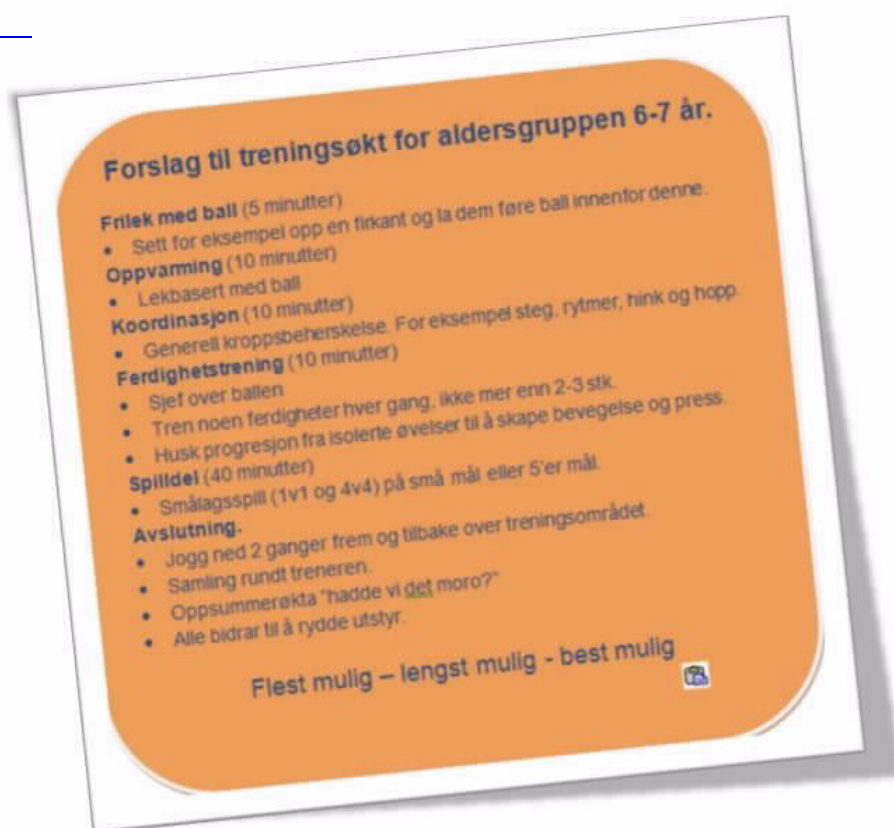 Forslag til treningsøkt for aldersgruppen 6-7 år.
Frilek med ball (5 minutter)
• Sett for eksempel opp en firkant og la dem føre ball innenfor denne.
Oppvarming (10 minutter)
• Lekbasert med ball
Koordinasjon (10 minutter)
• Generell kroppsbeherskelse. For eksempel steg, rytmer, hink og hopp.
Ferdighetstrening (10 minutter)
• Sjef over ballen
• Tren noen ferdigheter hver gang, ikke mer enn 2-3 stk.
• Husk progresjon fra isolerte øvelser til å skape bevegelse og press.
Spilldel (40 minutter)
• Smålagsspill (1v1 og 4v4) på små mål eller 5'er mål.
Avslutning.
• Jogg ned 2 ganger frem og tilbake over treningsområdet.
• Samling rundt treneren.
• Oppsummerøkta "hadde vi det moro?"
• Alle bidrar til å rydde utstyr.
Flest mulig – lengst mulig - best mulig